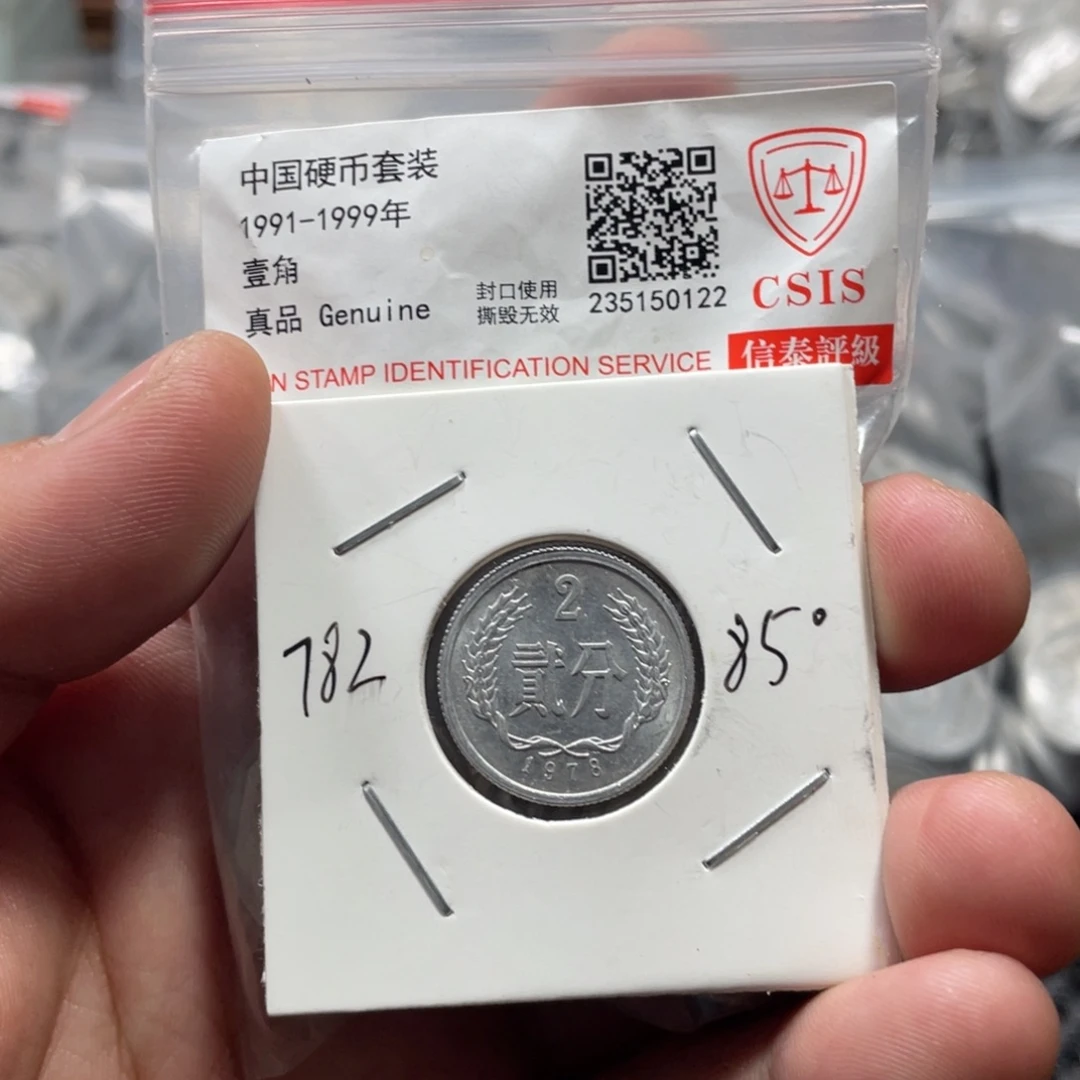 中国硬币套装
1991-1999年
壹角
真品 Genuine
封口使用
撕毁无效
235150122
CSIS
信泰評級
N STAMP IDENTIFICATION SERVICE
782
85°
2
貳分
1978